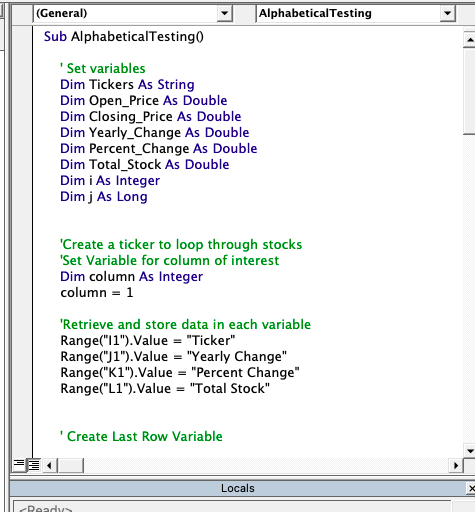 (General)
AlphabeticalTesting
Sub AlphabeticalTesting()
' Set variables
Dim Tickers As String
Dim Open_Price As Double
Dim Closing_Price As Double
Dim Yearly_Change As Double
Dim Percent_Change As Double
Dim Total_Stock As Double
Dim i As Integer
Dim j As Long
'Create a ticker to loop through stocks
'Set Variable for column of interest
Dim column As Integer
column = 1
'Retrieve and store data in each variable
Range("I1").Value = "Ticker"
Range("J1").Value = "Yearly Change"
Range("K1").Value = "Percent Change"
Range("L1").Value = "Total Stock"
' Create Last Row Variable
Locals
<Ready>